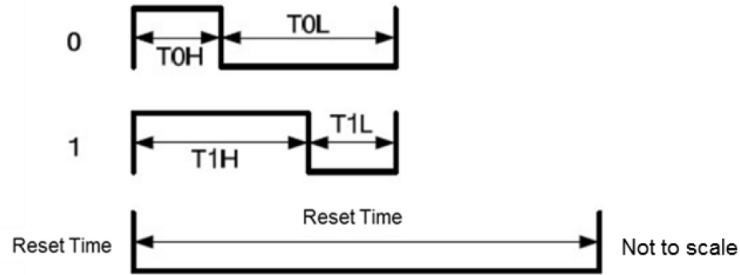 0 T0H T0L
1 T1H T1L
Reset Time Reset Time Not to scale